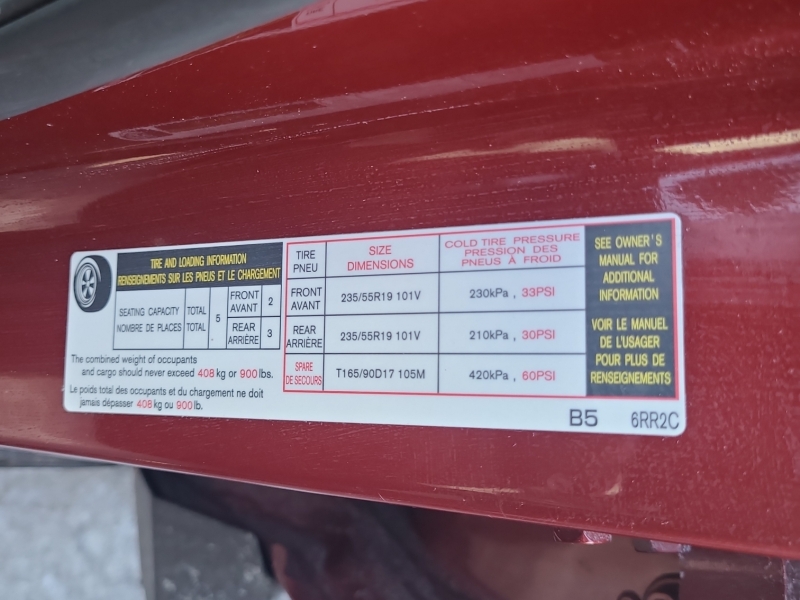 TIRE AND LOADING INFORMATION
RENSEIGNEMENTS SUR LES PNEUS ET LE CHARGEMENT
SEATING CAPACITY TOTAL 5 FRONT AVANT 2
NOMBRE DE PLACES TOTAL REAR ARRIÈRE 3
The combined weight of occupants
and cargo should never exceed 408 kg or 900 lbs.
Le poids total des occupants et du chargement ne doit
jamais dépasser 408 kg ou 900 lb.
TIRE PNEU SIZE DIMENSIONS COLD TIRE PRESSURE PRESSION DES PNEUS À FROID
FRONT AVANT 235/55R19 101V 230kPa , 33PSI
REAR ARRIÈRE 235/55R19 101V 210kPa , 30PSI
SPARE DE SECOURS T165/90D17 105M 420kPa , 60PSI
SEE OWNER'S
MANUAL FOR
ADDITIONAL
INFORMATION
VOIR LE MANUEL
DE L'USAGER
POUR PLUS DE
RENSEIGNEMENTS
B5 6RR2C